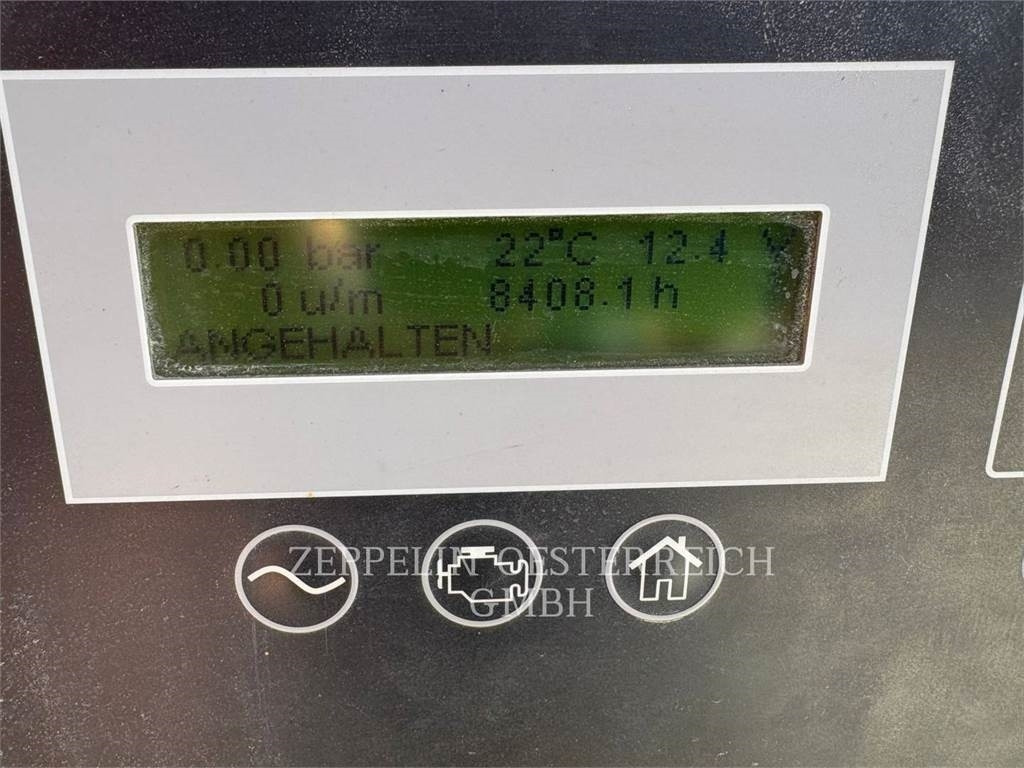 0.00 bar 22°C 12.4 V
0 u/m 8408.1 h
ANGEHALTEN
ZEPPELIN OESTERREICH
GMBH